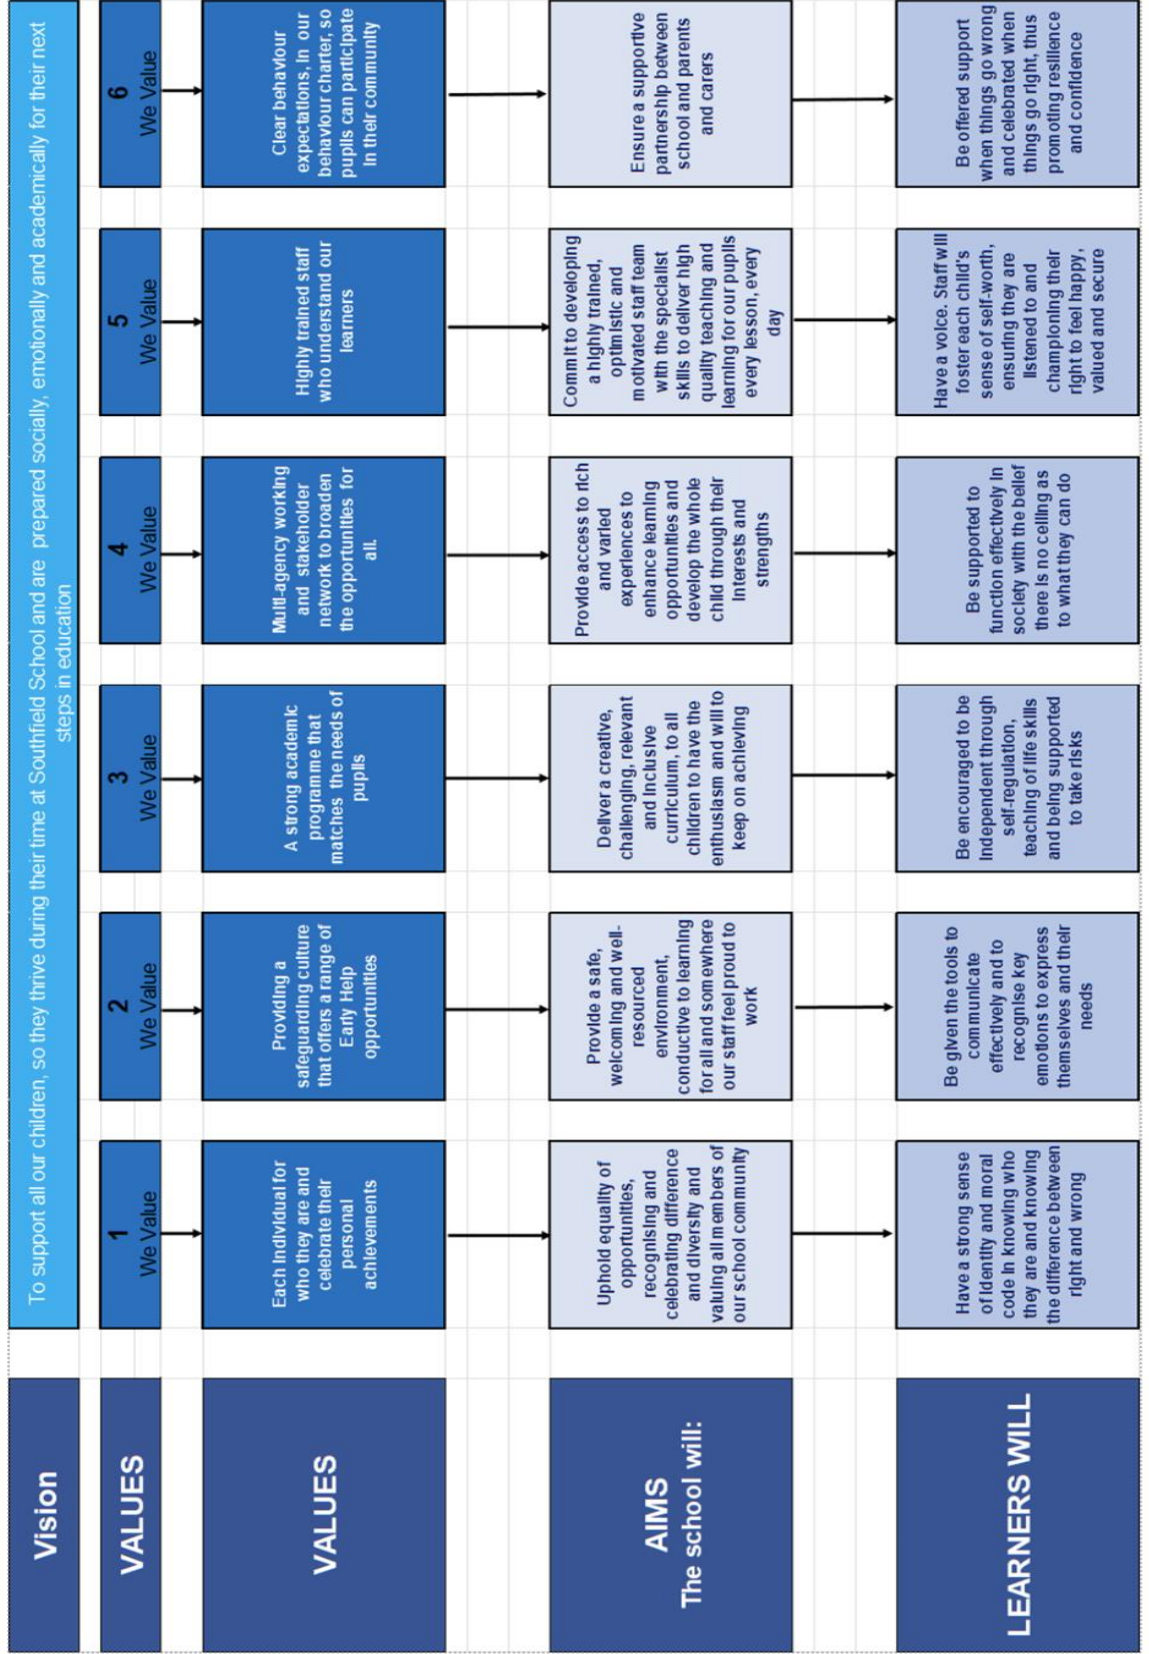 Vision
To support all our children, so they thrive during their time at Southfield School and are prepared socially, emotionally and academically for their next
steps in education
VALUES
1
We Value
2
We Value
3
We Value
4
We Value
5
We Value
6
We Value
VALUES
Each individual for
who they are and
celebrate their
personal
achievements
Providing a
safeguarding culture
that offers a range of
Early Help
opportunities
A strong academic
programme that
matches the needs of
pupils
Multi-agency working
and stakeholder
network to broaden
the opportunities for
all.
Highly trained staff
who understand our
learners
Clear behaviour
expectations, in our
behaviour charter, so
pupils can participate
in their community
AIMS
The school will:
Uphold equality of
opportunities,
recognising and
celebrating difference
and diversity and
valuing all members of
our school community
Provide a safe,
welcoming and well-
resourced
environment,
conductive to learning
for all and somewhere
our staff feel proud to
work
Deliver a creative,
challenging, relevant
and inclusive
curriculum, to all
children to have the
enthusiasm and will to
keep on achieving
Provide access to rich
and varied
experiences to
enhance learning
opportunities and
develop the whole
child through their
interests and
strengths
Commit to developing
a highly trained,
optimistic and
motivated staff team
with the specialist
skills to deliver high
quality teaching and
learning for our pupils
every lesson, every
day
Ensure a supportive
partnership between
school and parents
and carers
LEARNERS WILL
Have a strong sense
of identity and moral
code in knowing who
they are and knowing
the difference between
right and wrong
Be given the tools to
communicate
effectively and to
recognise key
emotions to express
themselves and their
needs
Be encouraged to be
independent through
self-regulation,
teaching of life skills
and being supported
to take risks
Be supported to
function effectively in
society with the belief
there is no ceiling as
to what they can do
Have a voice. Staff will
foster each child's
sense of self-worth,
ensuring they are
listened to and
championing their
right to feel happy,
valued and secure
Be offered support
when things go wrong
and celebrated when
things go right, thus
promoting resilience
and confidence